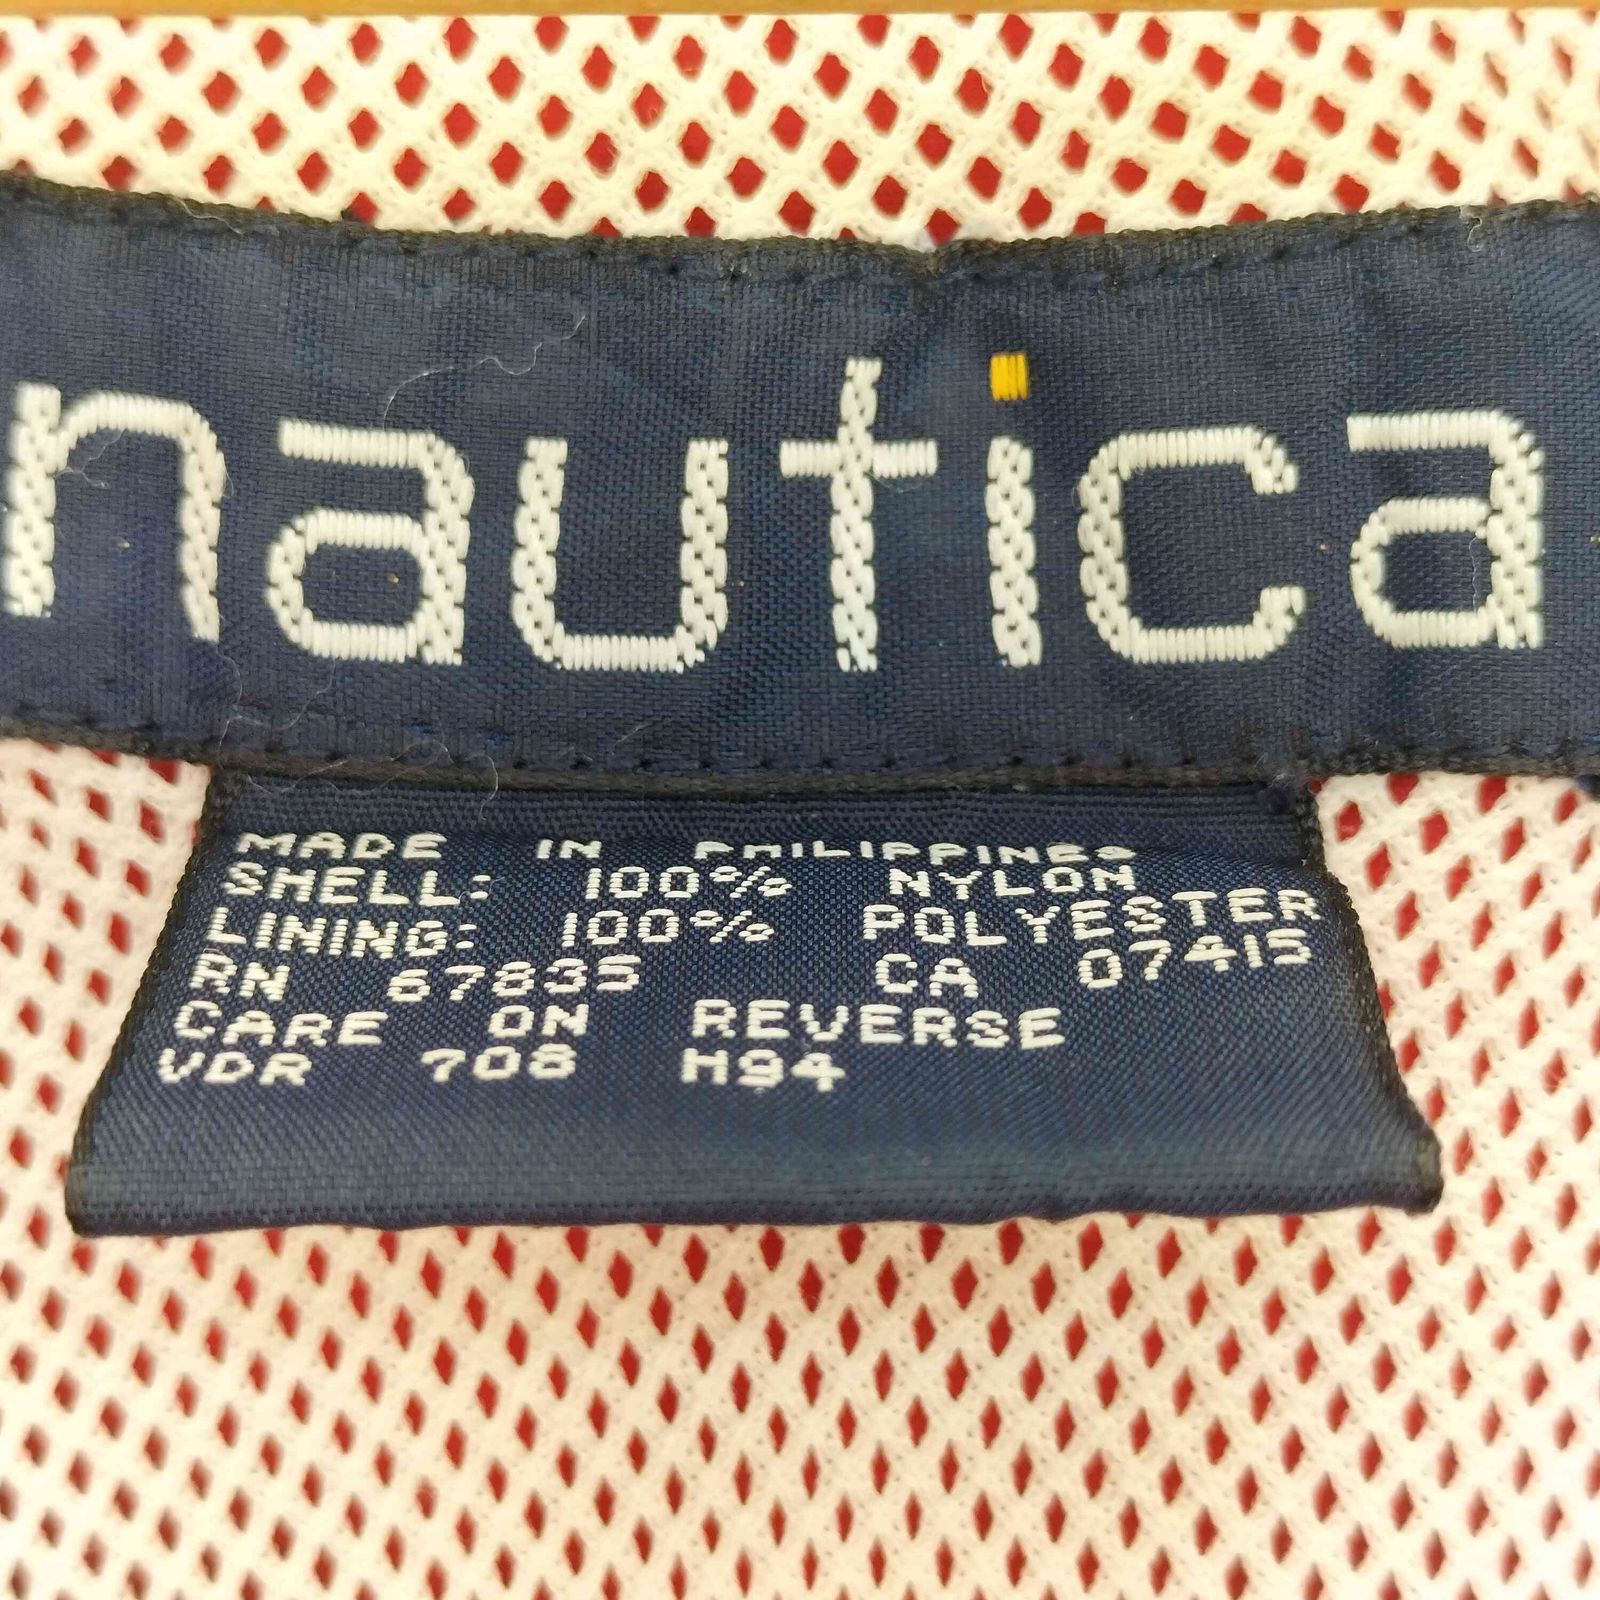 nautica
MADE IN PHILIPPINES
SHELL: 100% NYLON
LINING: 100% POLYESTER
RN 67835 CA 07415
CARE ON REVERSE
VDR 708 H94